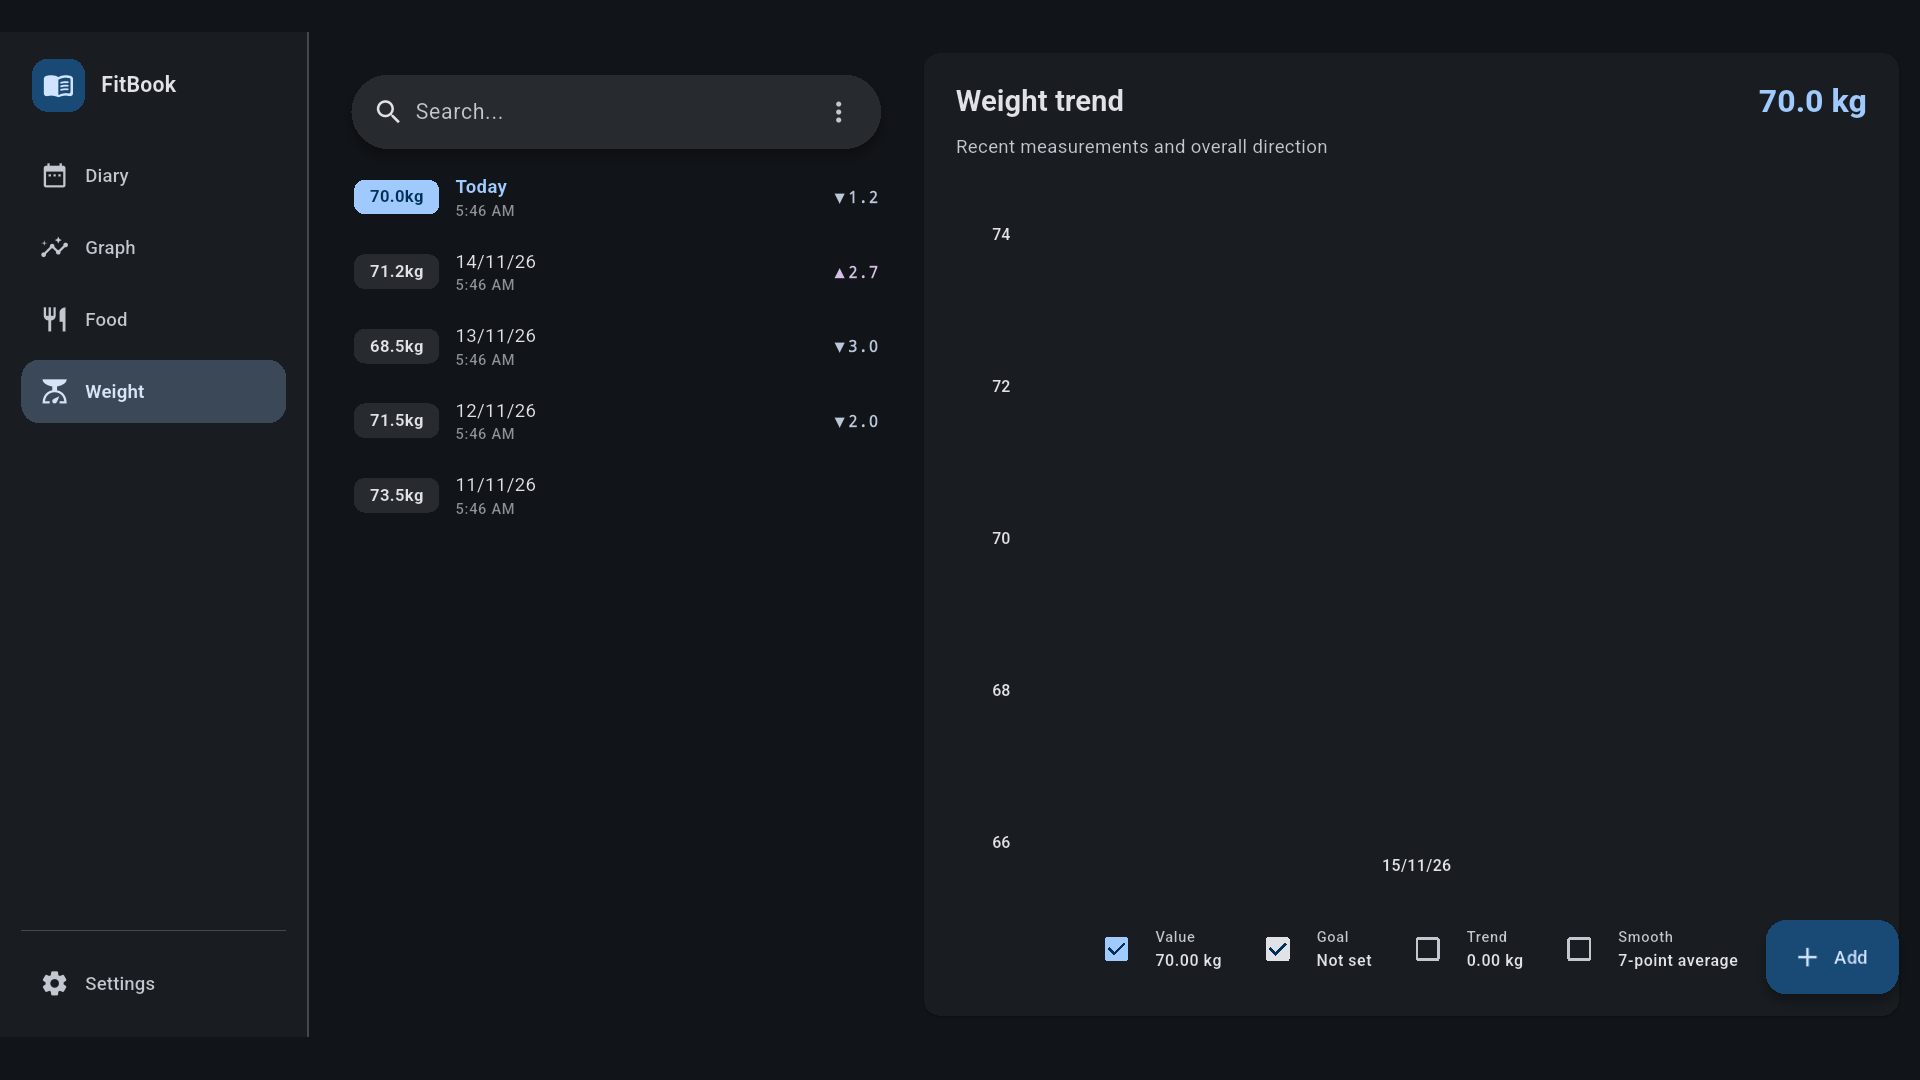 FitBook
Diary
Graph
Food
Weight
Settings
Search...
70.0kg
Today
5:46 AM
▼1.2
71.2kg
14/11/26
5:46 AM
▲2.7
68.5kg
13/11/26
5:46 AM
▼3.0
71.5kg
12/11/26
5:46 AM
▼2.0
73.5kg
11/11/26
5:46 AM
Weight trend
70.0 kg
Recent measurements and overall direction
74
72
70
68
66
15/11/26
Value
70.00 kg
Goal
Not set
Trend
0.00 kg
Smooth
7-point average
Add